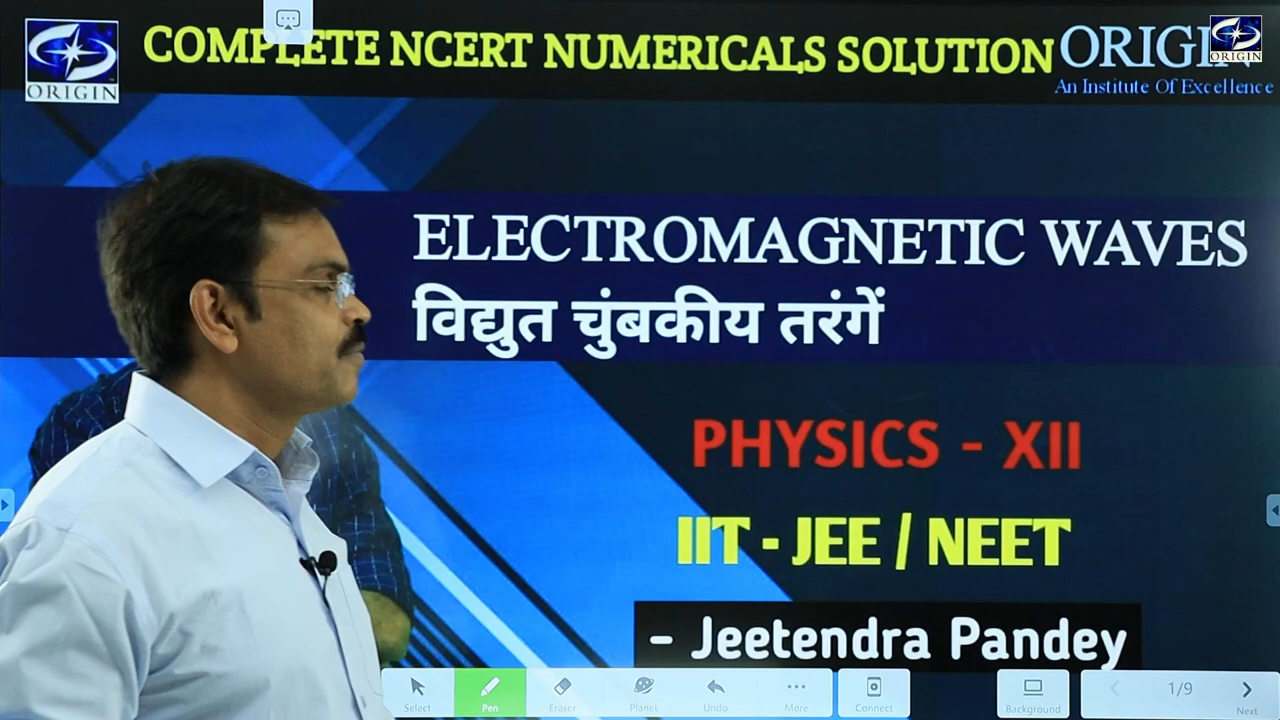 COMPLETE NCERT NUMERICALS SOLUTION
ORIGIN
ORIGIN
ORIGIN
An Institute Of Excellence
ELECTROMAGNETIC WAVES
विद्युत चुंबकीय तरंगें
PHYSICS - XII
IIT - JEE / NEET
- Jeetendra Pandey
Select
Pen
Eraser
Planet
Undo
More
Connect
Background
1/9
Next